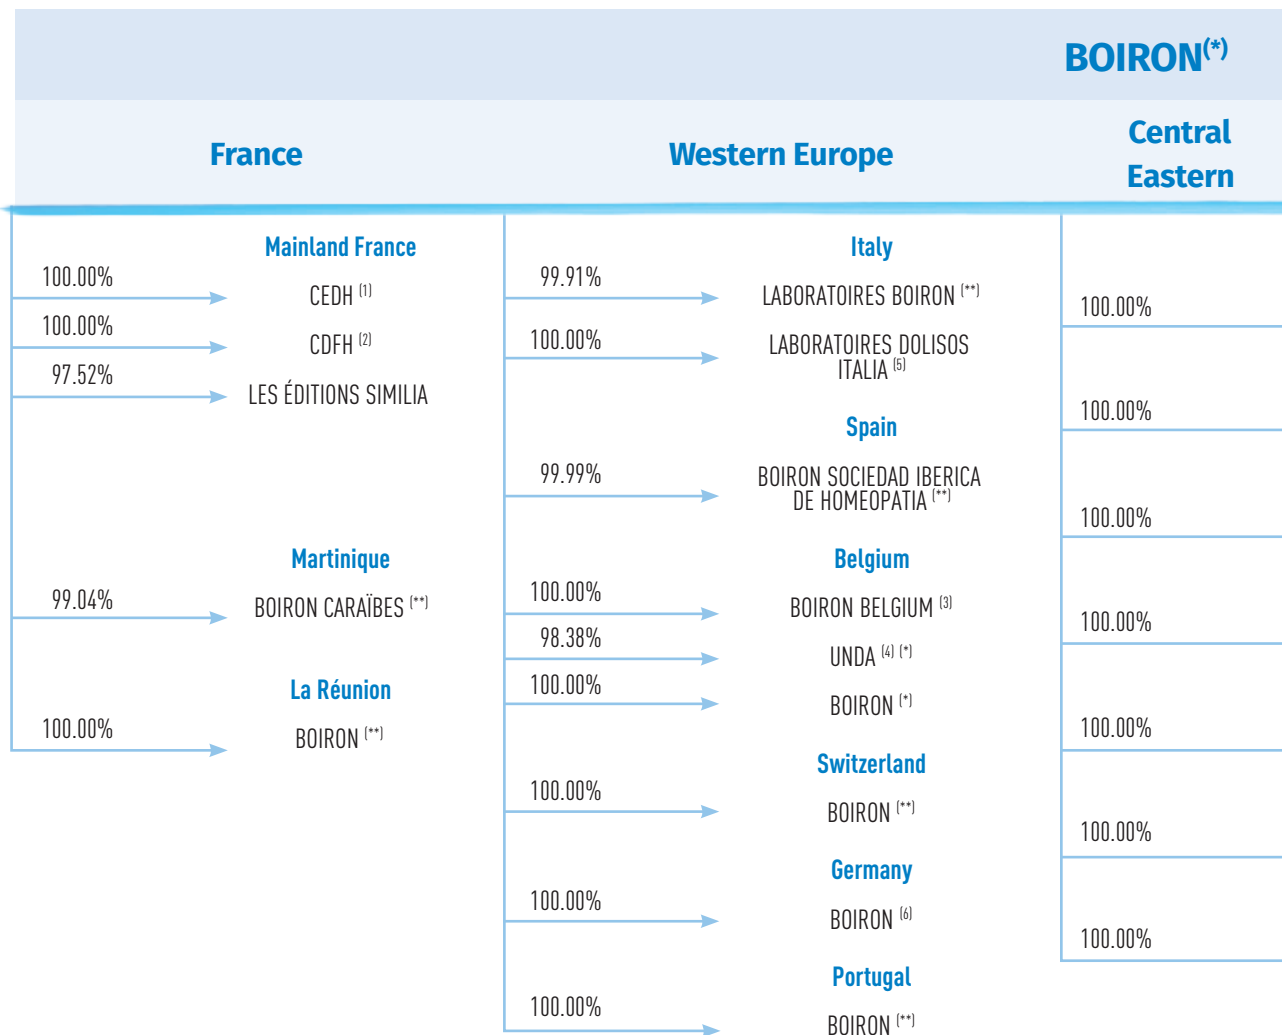 BOIRON(*)
France
Western Europe
Central
Eastern
Mainland France
100.00%
CEDH (1)
100.00%
CDFH (2)
97.52%
LES ÉDITIONS SIMILIA
Martinique
99.04%
BOIRON CARAÏBES (**)
La Réunion
100.00%
BOIRON (**)
Italy
99.91%
LABORATOIRES BOIRON (**)
100.00%
LABORATOIRES DOLISOS
ITALIA (5)
Spain
99.99%
BOIRON SOCIEDAD IBERICA
DE HOMEOPATIA (**)
Belgium
100.00%
BOIRON BELGIUM (3)
98.38%
UNDA (4) (*)
100.00%
BOIRON (*)
Switzerland
100.00%
BOIRON (**)
Germany
100.00%
BOIRON (6)
Portugal
100.00%
BOIRON (**)
100.00%
100.00%
100.00%
100.00%
100.00%
100.00%
100.00%